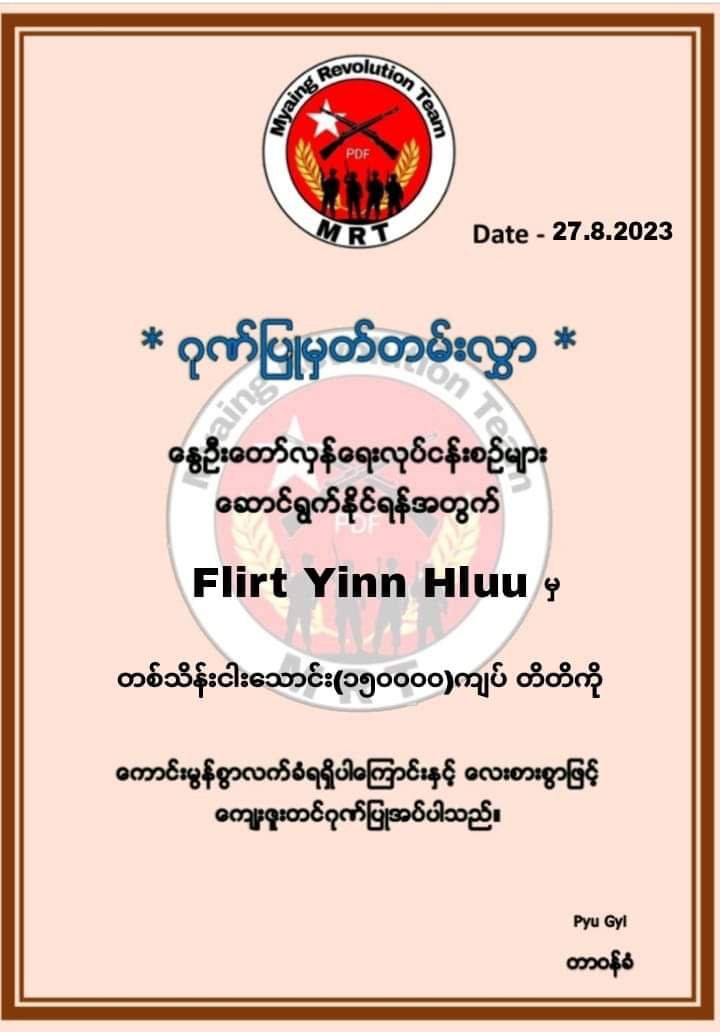 Myaing Revolution Team
PDF
MRT
Date - 27.8.2023
* ဂုဏ်ပြုမှတ်တမ်းလွှာ *
နွေဦးတော်လှန်ရေးလုပ်ငန်းစဉ်များ
ဆောင်ရွက်နိုင်ရန်အတွက်
Flirt Yinn Hluu မှ
တစ်သိန်းငါးသောင်း(၁၅၀၀၀၀)ကျပ် တိတိကို
ကောင်းမွန်စွာလက်ခံရရှိပါကြောင်းနှင့် လေးစားစွာဖြင့်
ကျေးဇူးတင်ဂုဏ်ပြုအပ်ပါသည်။
Pyu Gyi
တာဝန်ခံ
Myaing Revolution Team
PDF
MRT